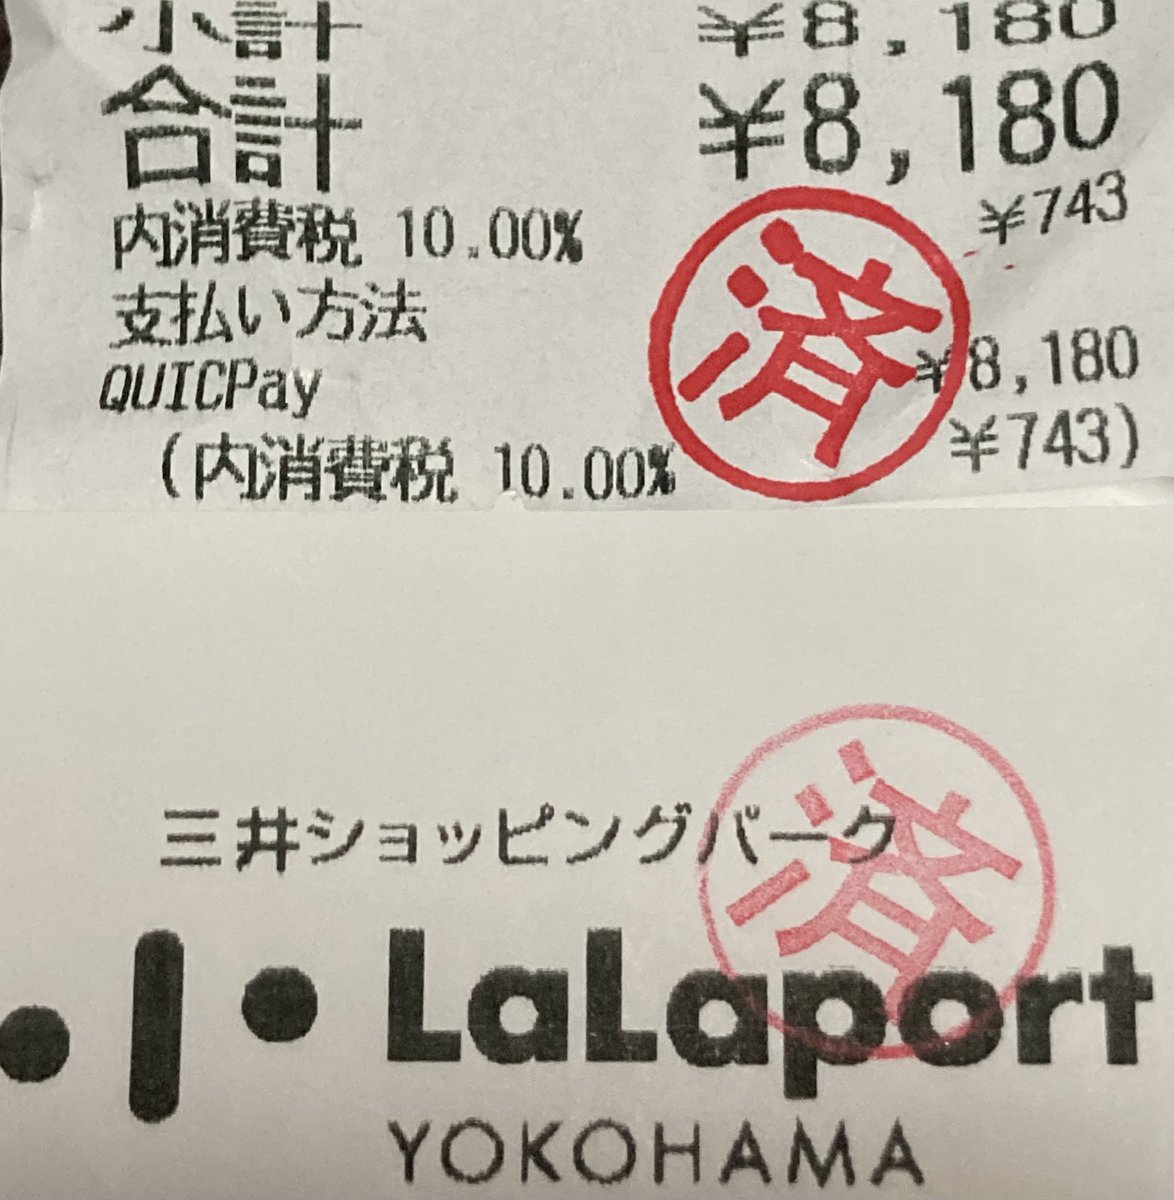 小計 ¥8,180
合計 ¥8,180
内消費税 10.00% ¥743
支払い方法
QUICPay ¥8,180
(内消費税 10.00% ¥743)
済
三井ショッピングパーク
済
LaLaport
YOKOHAMA